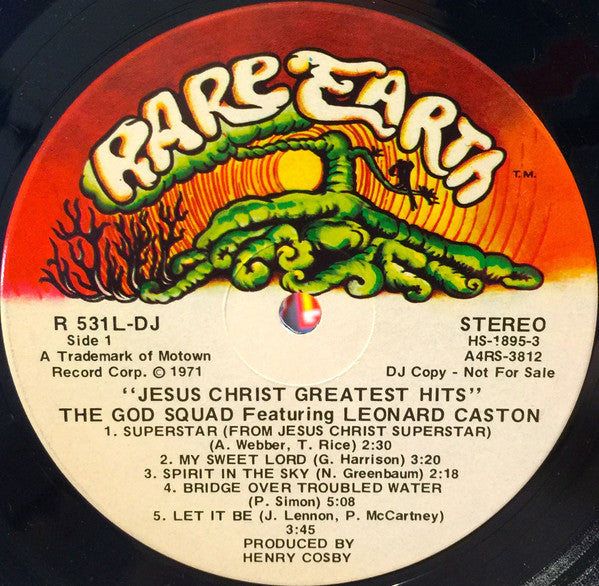 RARE EARTH
T.M.
R 531L-DJ
Side 1
A Trademark of Motown
Record Corp. © 1971
STEREO
HS-1895-3
A4RS-3812
DJ Copy - Not For Sale
"JESUS CHRIST GREATEST HITS"
THE GOD SQUAD Featuring LEONARD CASTON
1. SUPERSTAR (FROM JESUS CHRIST SUPERSTAR)
(A. Webber, T. Rice) 2:30
2. MY SWEET LORD (G. Harrison) 3:20
3. SPIRIT IN THE SKY (N. Greenbaum) 2:18
4. BRIDGE OVER TROUBLED WATER
(P. Simon) 5:08
5. LET IT BE (J. Lennon, P. McCartney)
3:45
PRODUCED BY
HENRY COSBY